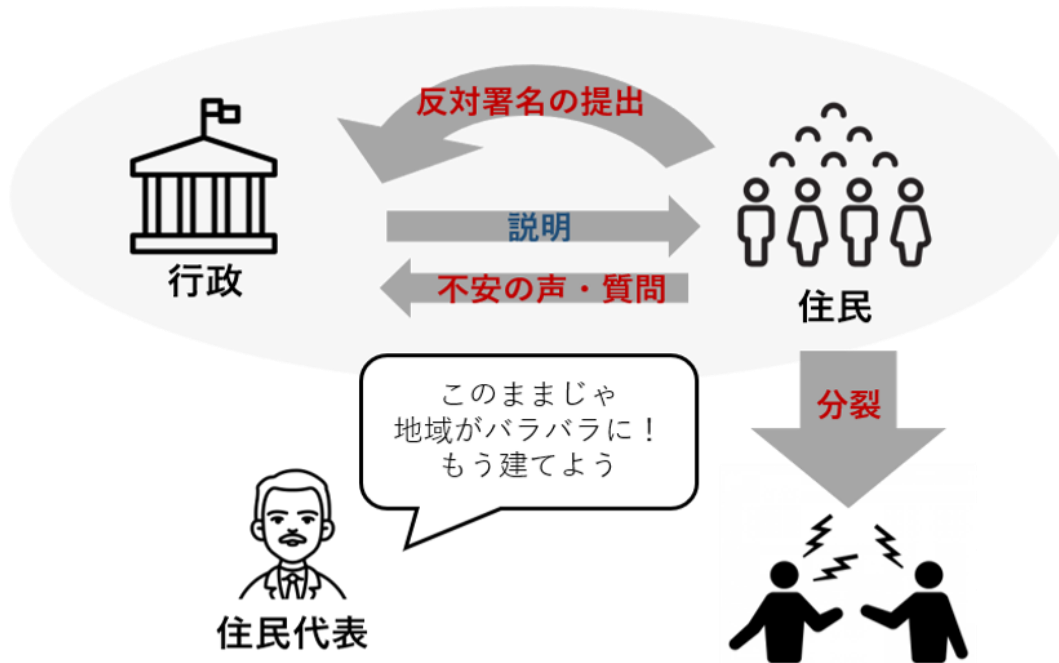 反対署名の提出
行政
説明
不安の声・質問
住民
このままじゃ
地域がバラバラに！
もう建てよう
分裂
住民代表